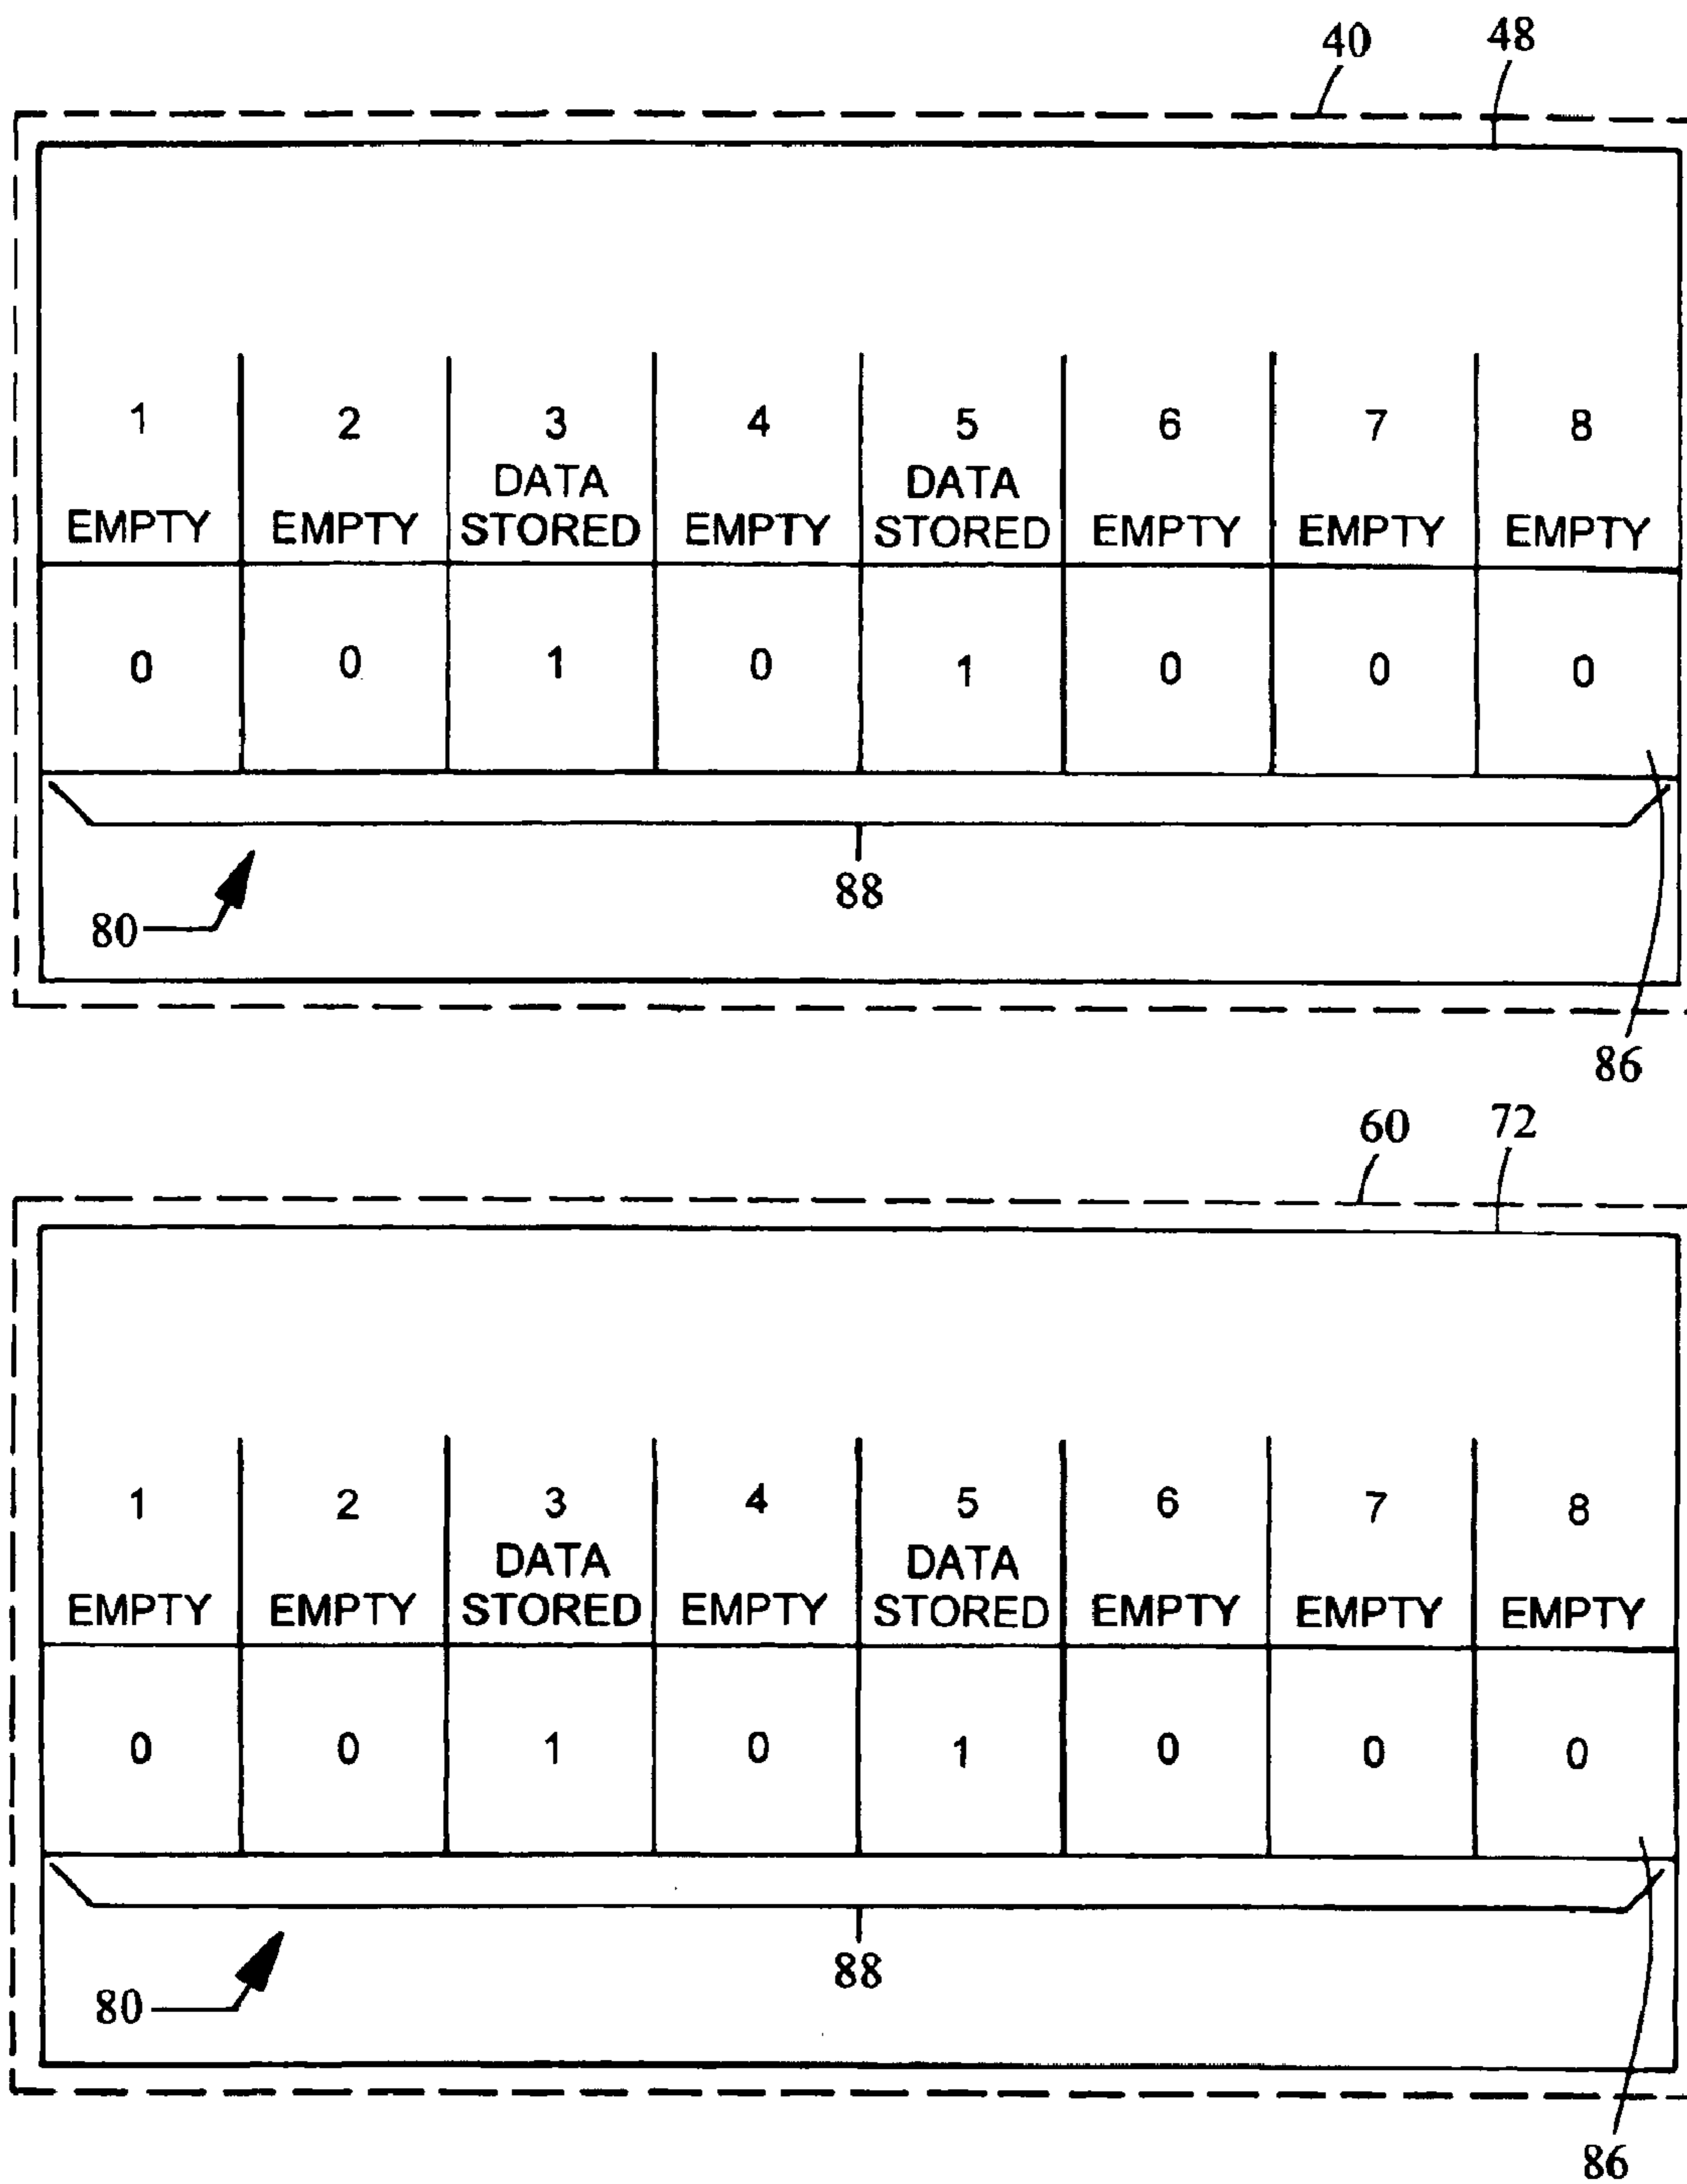 40 48
1 2 3 4 5 6 7 8
DATA DATA
EMPTY EMPTY STORED EMPTY STORED EMPTY EMPTY EMPTY
0 0 1 0 1 0 0 0
88
80
86
60 72
1 2 3 4 5 6 7 8
DATA DATA
EMPTY EMPTY STORED EMPTY STORED EMPTY EMPTY EMPTY
0 0 1 0 1 0 0 0
88
80
86